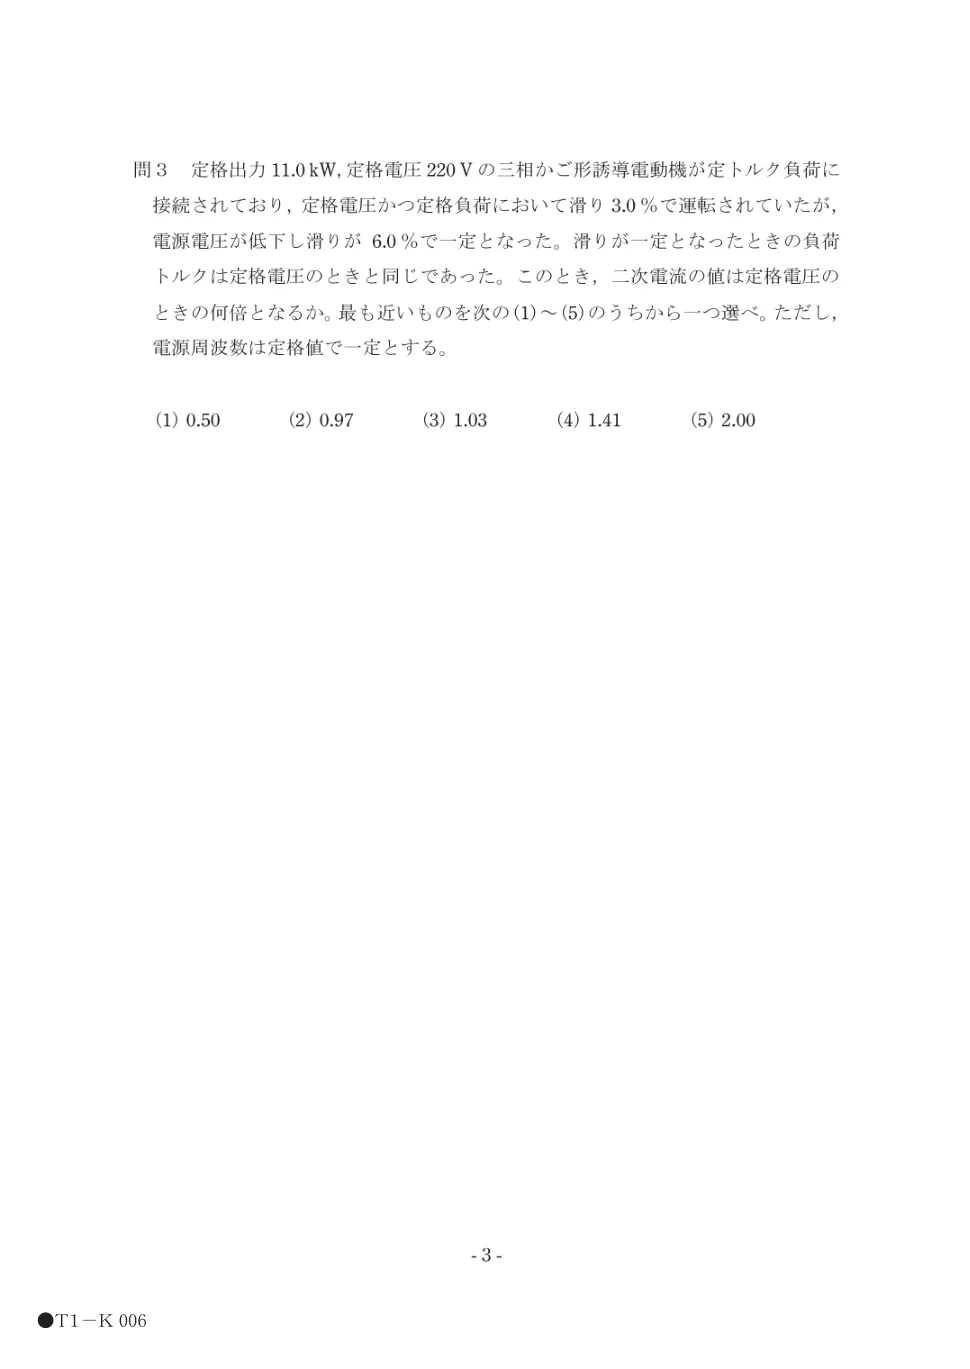 問３　定格出力 11.0 kW, 定格電圧 220 V の三相かご形誘導電動機が定トルク負荷に
接続されており，定格電圧かつ定格負荷において滑り 3.0 ％で運転されていたが，
電源電圧が低下し滑りが 6.0 ％で一定となった。滑りが一定となったときの負荷
トルクは定格電圧のときと同じであった。このとき，二次電流の値は定格電圧の
ときの何倍となるか。最も近いものを次の(1)～(5)のうちから一つ選べ。ただし，
電源周波数は定格値で一定とする。
(1) 0.50　(2) 0.97　(3) 1.03　(4) 1.41　(5) 2.00
- 3 -
●T1－K 006